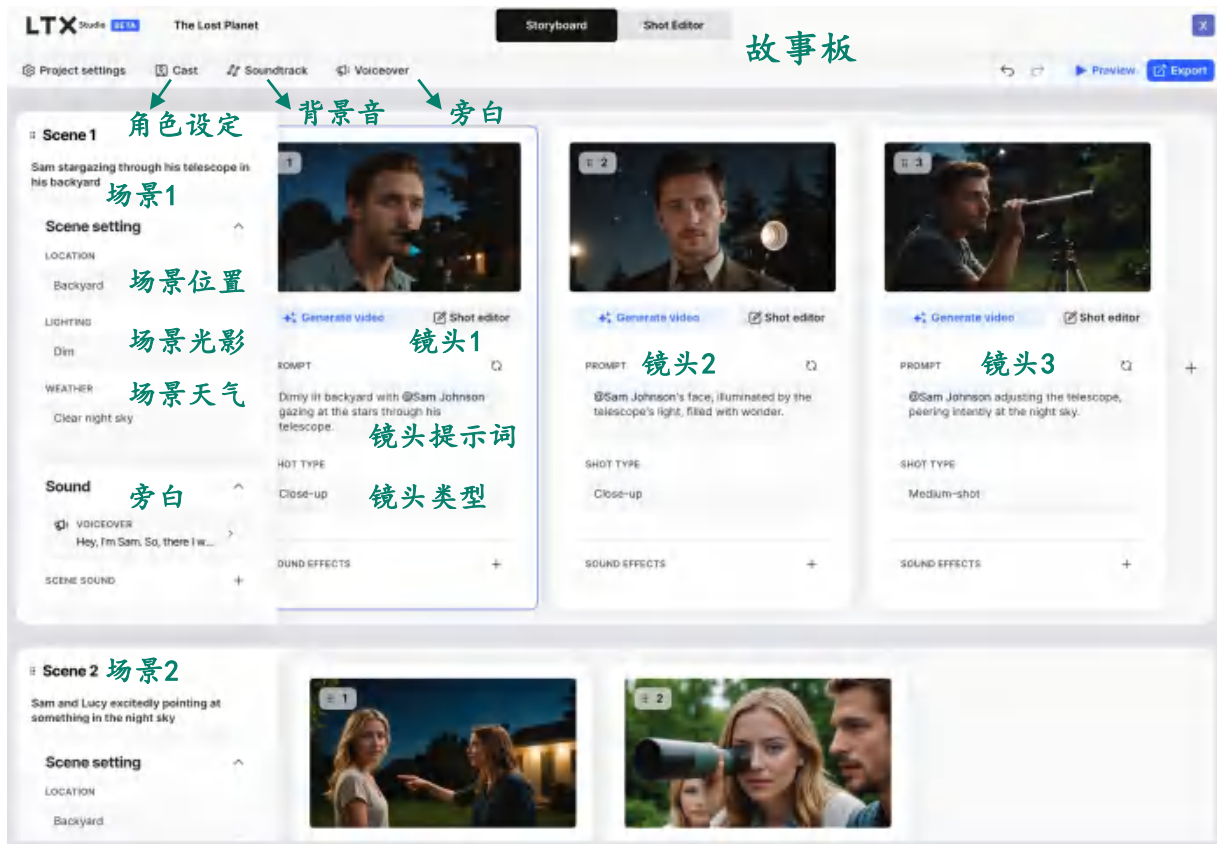 LTX Studio BETA The Lost Planet Storyboard Shot Editor X
故事板
Project settings Cast Soundtrack Voiceover Preview Export
角色设定 背景音 旁白
Scene 1
Sam stargazing through his telescope in
his backyard
场景1
Scene setting
LOCATION
Backyard 场景位置
LIGHTING
Dim 场景光影
WEATHER
场景天气
Clear night sky
Sound 旁白
VOICEOVER
Hey, I'm Sam. So, there I w...
SCENE SOUND +
1
Generate video Shot editor
镜头1
ROMPT
Dimly lit backyard with @Sam Johnson
gazing at the stars through his
telescope.
镜头提示词
HOT TYPE
Close-up 镜头类型
OUND EFFECTS +
2
Generate video Shot editor
PROMPT 镜头2
@Sam Johnson's face, illuminated by the
telescope's light, filled with wonder.
SHOT TYPE
Close-up
SOUND EFFECTS +
3
Generate video Shot editor
PROMPT 镜头3
@Sam Johnson adjusting the telescope,
peering intently at the night sky.
SHOT TYPE
Medium-shot
SOUND EFFECTS +
+
Scene 2 场景2
Sam and Lucy excitedly pointing at
something in the night sky
Scene setting
LOCATION
Backyard
1
2